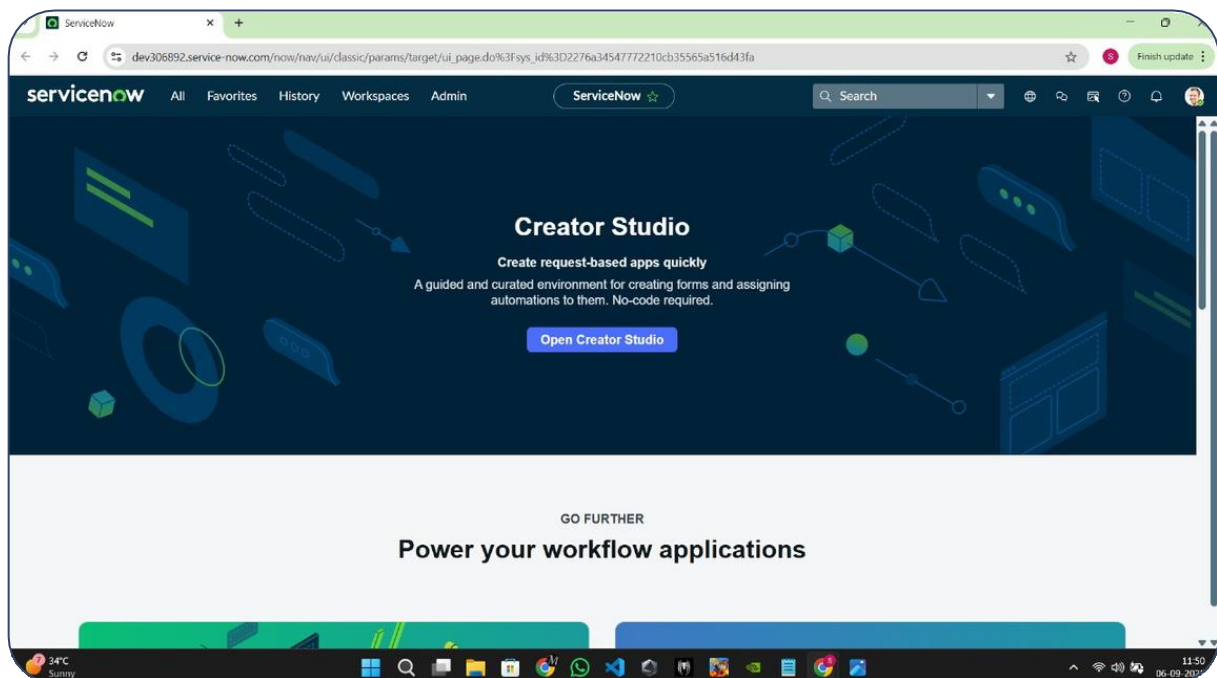 ServiceNow
dev306892.service-now.com/now/nav/ui/classic/params/target/ui_page.do%3Fsys_id%3D2276a34547772210cb35565a516d43fa
S
Finish update
servicenow
All Favorites History Workspaces Admin
ServiceNow
Search
Creator Studio
Create request-based apps quickly
A guided and curated environment for creating forms and assigning
automations to them. No-code required.
Open Creator Studio
GO FURTHER
Power your workflow applications
7
34°C
Sunny
11:50